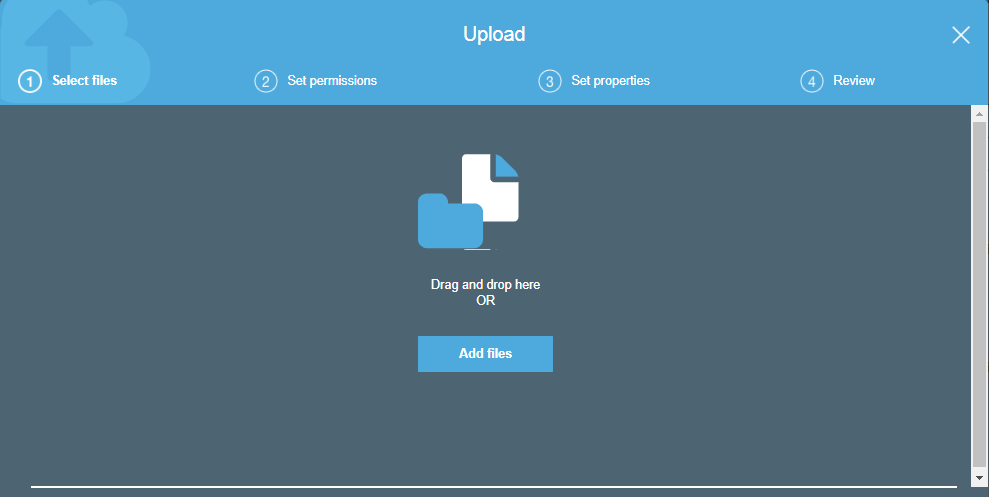 Upload
1 Select files
2 Set permissions
3 Set properties
4 Review
Drag and drop here
OR
Add files